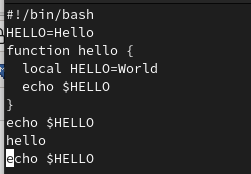 #!/bin/bash
HELLO=Hello
function hello {
  local HELLO=World
  echo $HELLO
}
echo $HELLO
hello
echo $HELLO